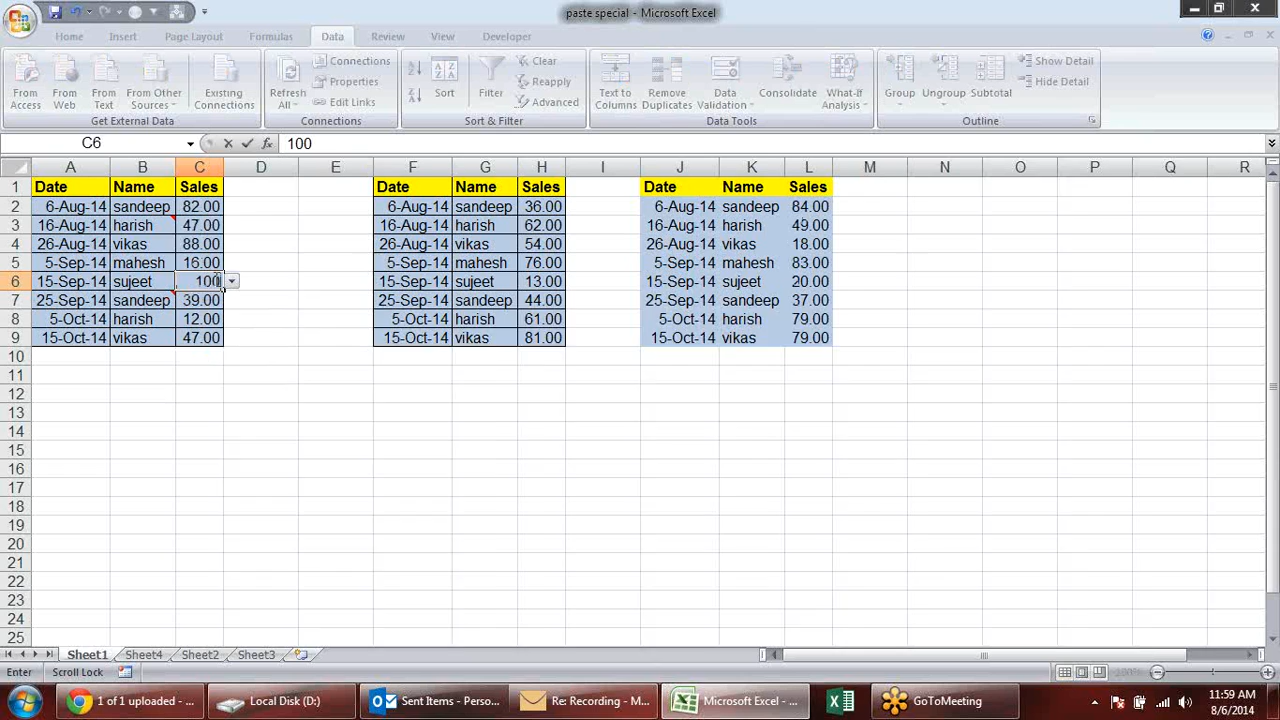 paste special - Microsoft Excel
Home Insert Page Layout Formulas Data Review View Developer
From Access
From Web
From Text
From Other Sources
Existing Connections
Get External Data
Refresh All
Connections
Properties
Edit Links
Connections
Sort
Filter
Clear
Reapply
Advanced
Sort & Filter
Text to Columns
Remove Duplicates
Data Validation
Consolidate
What-If Analysis
Data Tools
Group
Ungroup
Subtotal
Show Detail
Hide Detail
Outline
C6 fx 100
A B C D E F G H I J K L M N O P Q R
1 Date Name Sales Date Name Sales Date Name Sales
2 6-Aug-14 sandeep 82.00 6-Aug-14 sandeep 36.00 6-Aug-14 sandeep 84.00
3 16-Aug-14 harish 47.00 16-Aug-14 harish 62.00 16-Aug-14 harish 49.00
4 26-Aug-14 vikas 88.00 26-Aug-14 vikas 54.00 26-Aug-14 vikas 18.00
5 5-Sep-14 mahesh 16.00 5-Sep-14 mahesh 76.00 5-Sep-14 mahesh 83.00
6 15-Sep-14 sujeet 100 15-Sep-14 sujeet 13.00 15-Sep-14 sujeet 20.00
7 25-Sep-14 sandeep 39.00 25-Sep-14 sandeep 44.00 25-Sep-14 sandeep 37.00
8 5-Oct-14 harish 12.00 5-Oct-14 harish 61.00 5-Oct-14 harish 79.00
9 15-Oct-14 vikas 47.00 15-Oct-14 vikas 81.00 15-Oct-14 vikas 79.00
10
11
12
13
14
15
16
17
18
19
20
21
22
23
24
25
Sheet1 Sheet4 Sheet2 Sheet3
Enter Scroll Lock 100%
1 of 1 uploaded - ... Local Disk (D:) Sent Items - Perso... Re: Recording - M... Microsoft Excel - ... GoToMeeting 11:59 AM
8/6/2014